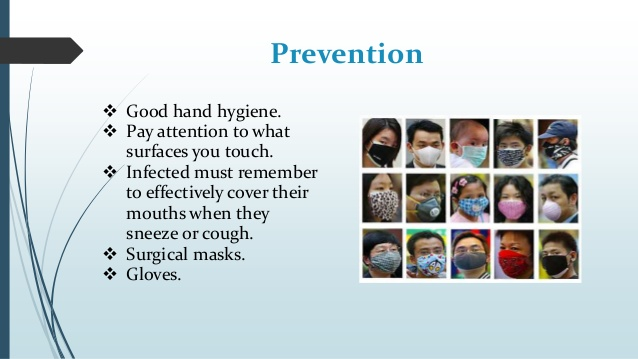 Prevention
❖ Good hand hygiene.
❖ Pay attention to what
surfaces you touch.
❖ Infected must remember
to effectively cover their
mouths when they
sneeze or cough.
❖ Surgical masks.
❖ Gloves.